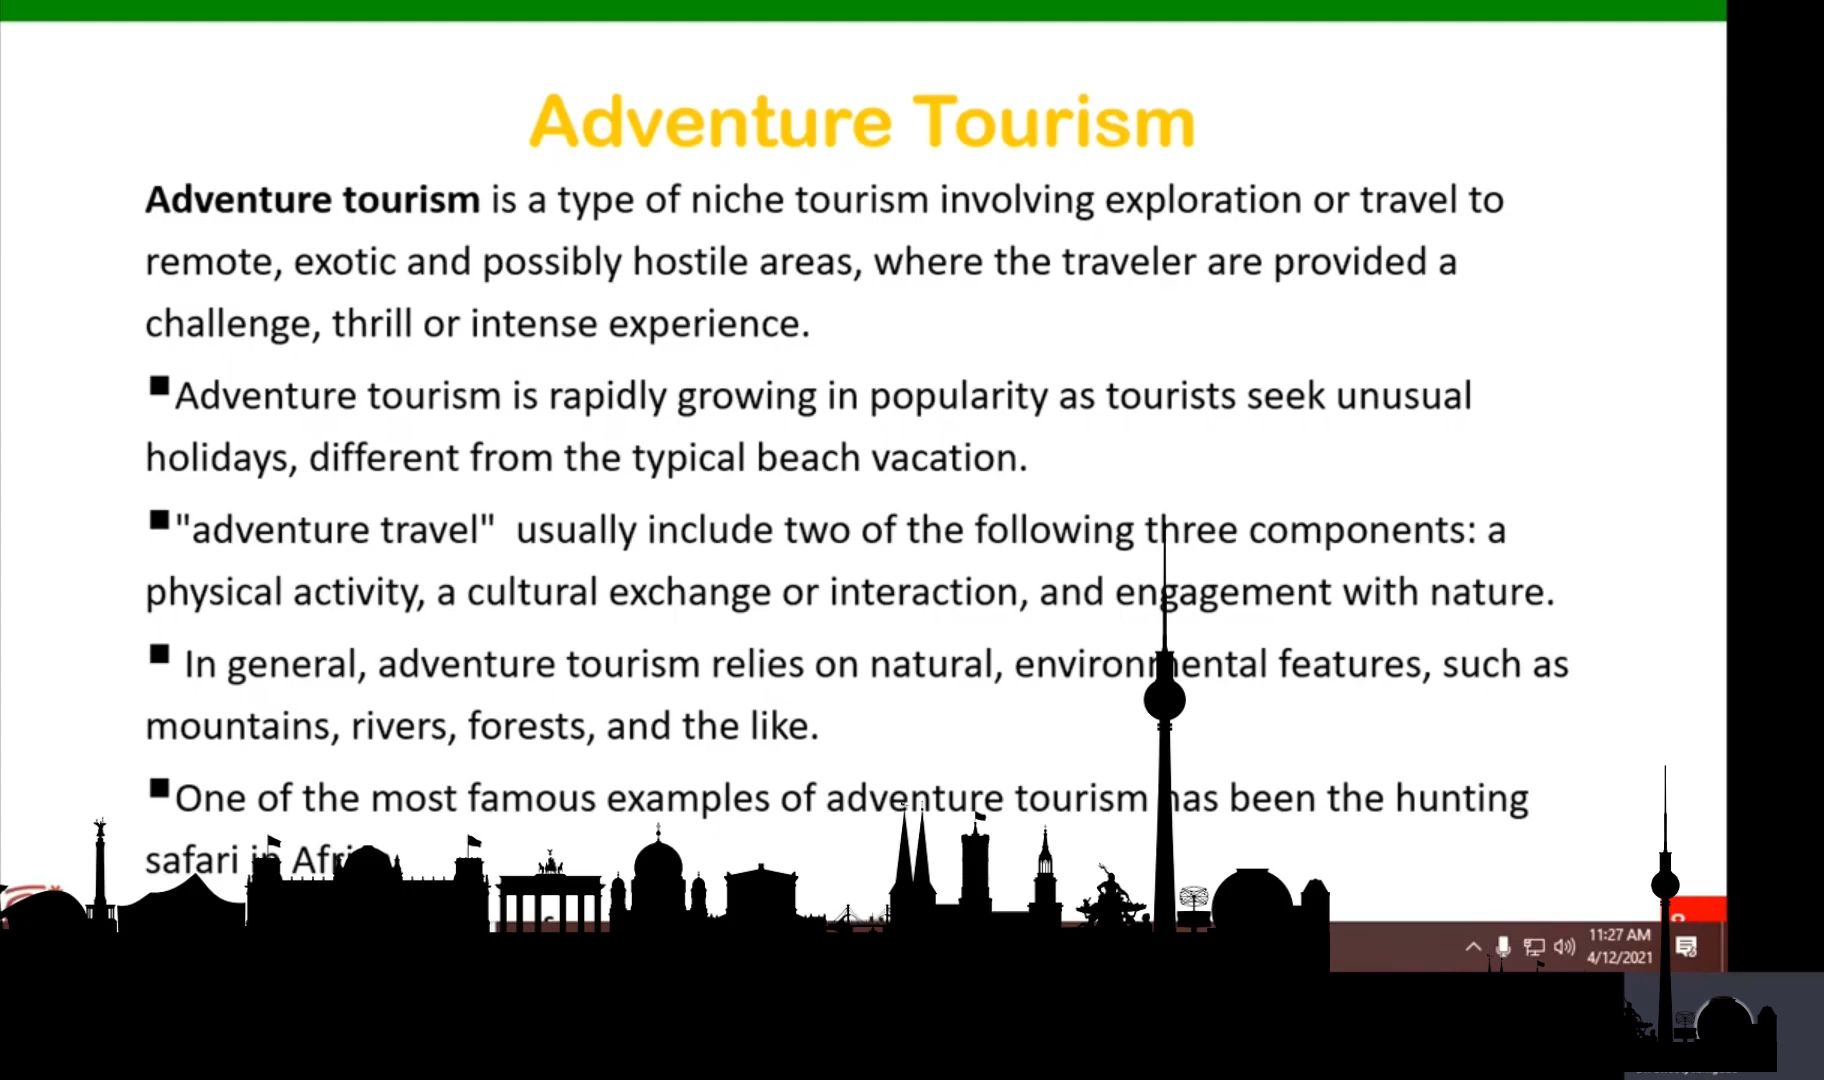 Adventure Tourism
Adventure tourism is a type of niche tourism involving exploration or travel to
remote, exotic and possibly hostile areas, where the traveler are provided a
challenge, thrill or intense experience.
▪Adventure tourism is rapidly growing in popularity as tourists seek unusual
holidays, different from the typical beach vacation.
▪"adventure travel"  usually include two of the following three components: a
physical activity, a cultural exchange or interaction, and engagement with nature.
▪ In general, adventure tourism relies on natural, environmental features, such as
mountains, rivers, forests, and the like.
▪One of the most famous examples of adventure tourism has been the hunting
safari in
11:27 AM
4/12/2021